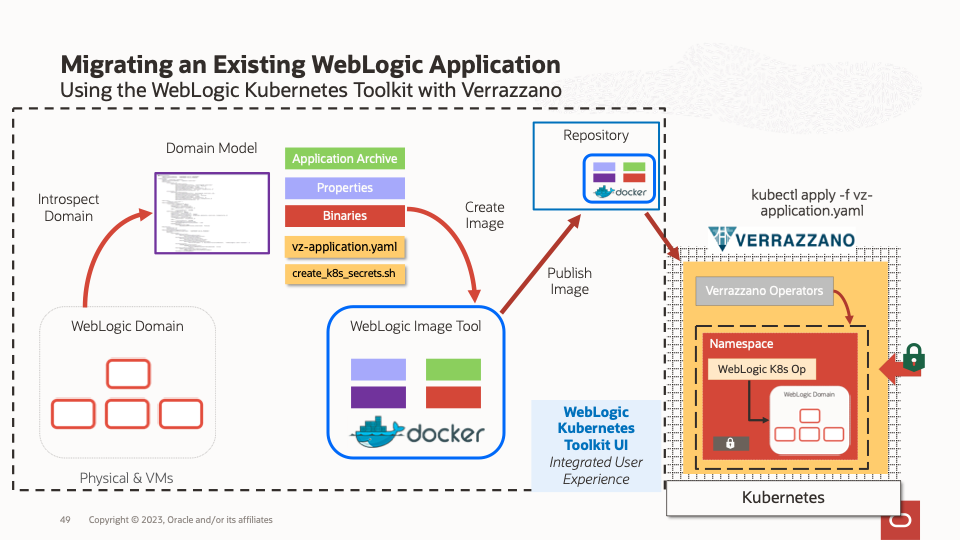 Migrating an Existing WebLogic Application
Using the WebLogic Kubernetes Toolkit with Verrazzano
Domain Model
Introspect
Domain
Application Archive
Properties
Binaries
vz-application.yaml
create_k8s_secrets.sh
Create
Image
Repository
docker
Publish
Image
kubectl apply -f vz-
application.yaml
VERRAZZANO
Verrazzano Operators
Namespace
WebLogic K8s Op
WebLogic Domain
WebLogic Domain
Physical & VMs
WebLogic Image Tool
docker
WebLogic
Kubernetes
Toolkit UI
Integrated User
Experience
Kubernetes
49 Copyright © 2023, Oracle and/or its affiliates